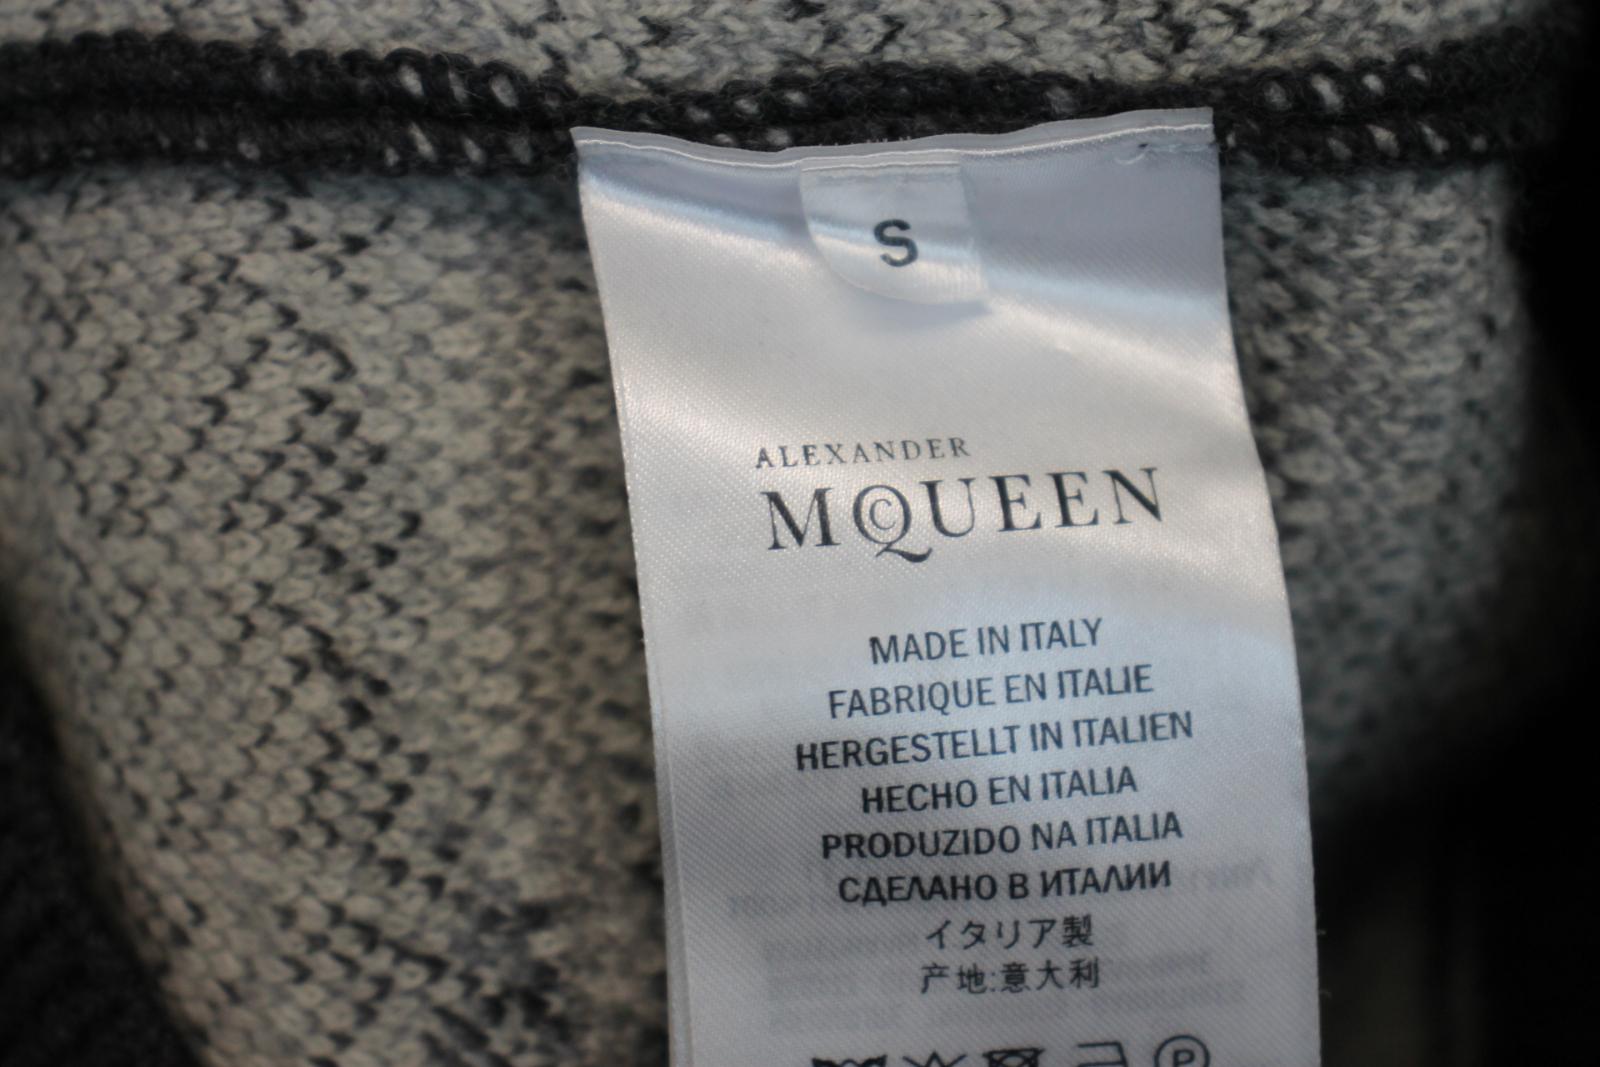 S
ALEXANDER
MCQUEEN
MADE IN ITALY
FABRIQUE EN ITALIE
HERGESTELLT IN ITALIEN
HECHO EN ITALIA
PRODUZIDO NA ITALIA
СДЕЛАНО В ИТАЛИИ
イタリア製
产地:意大利
P